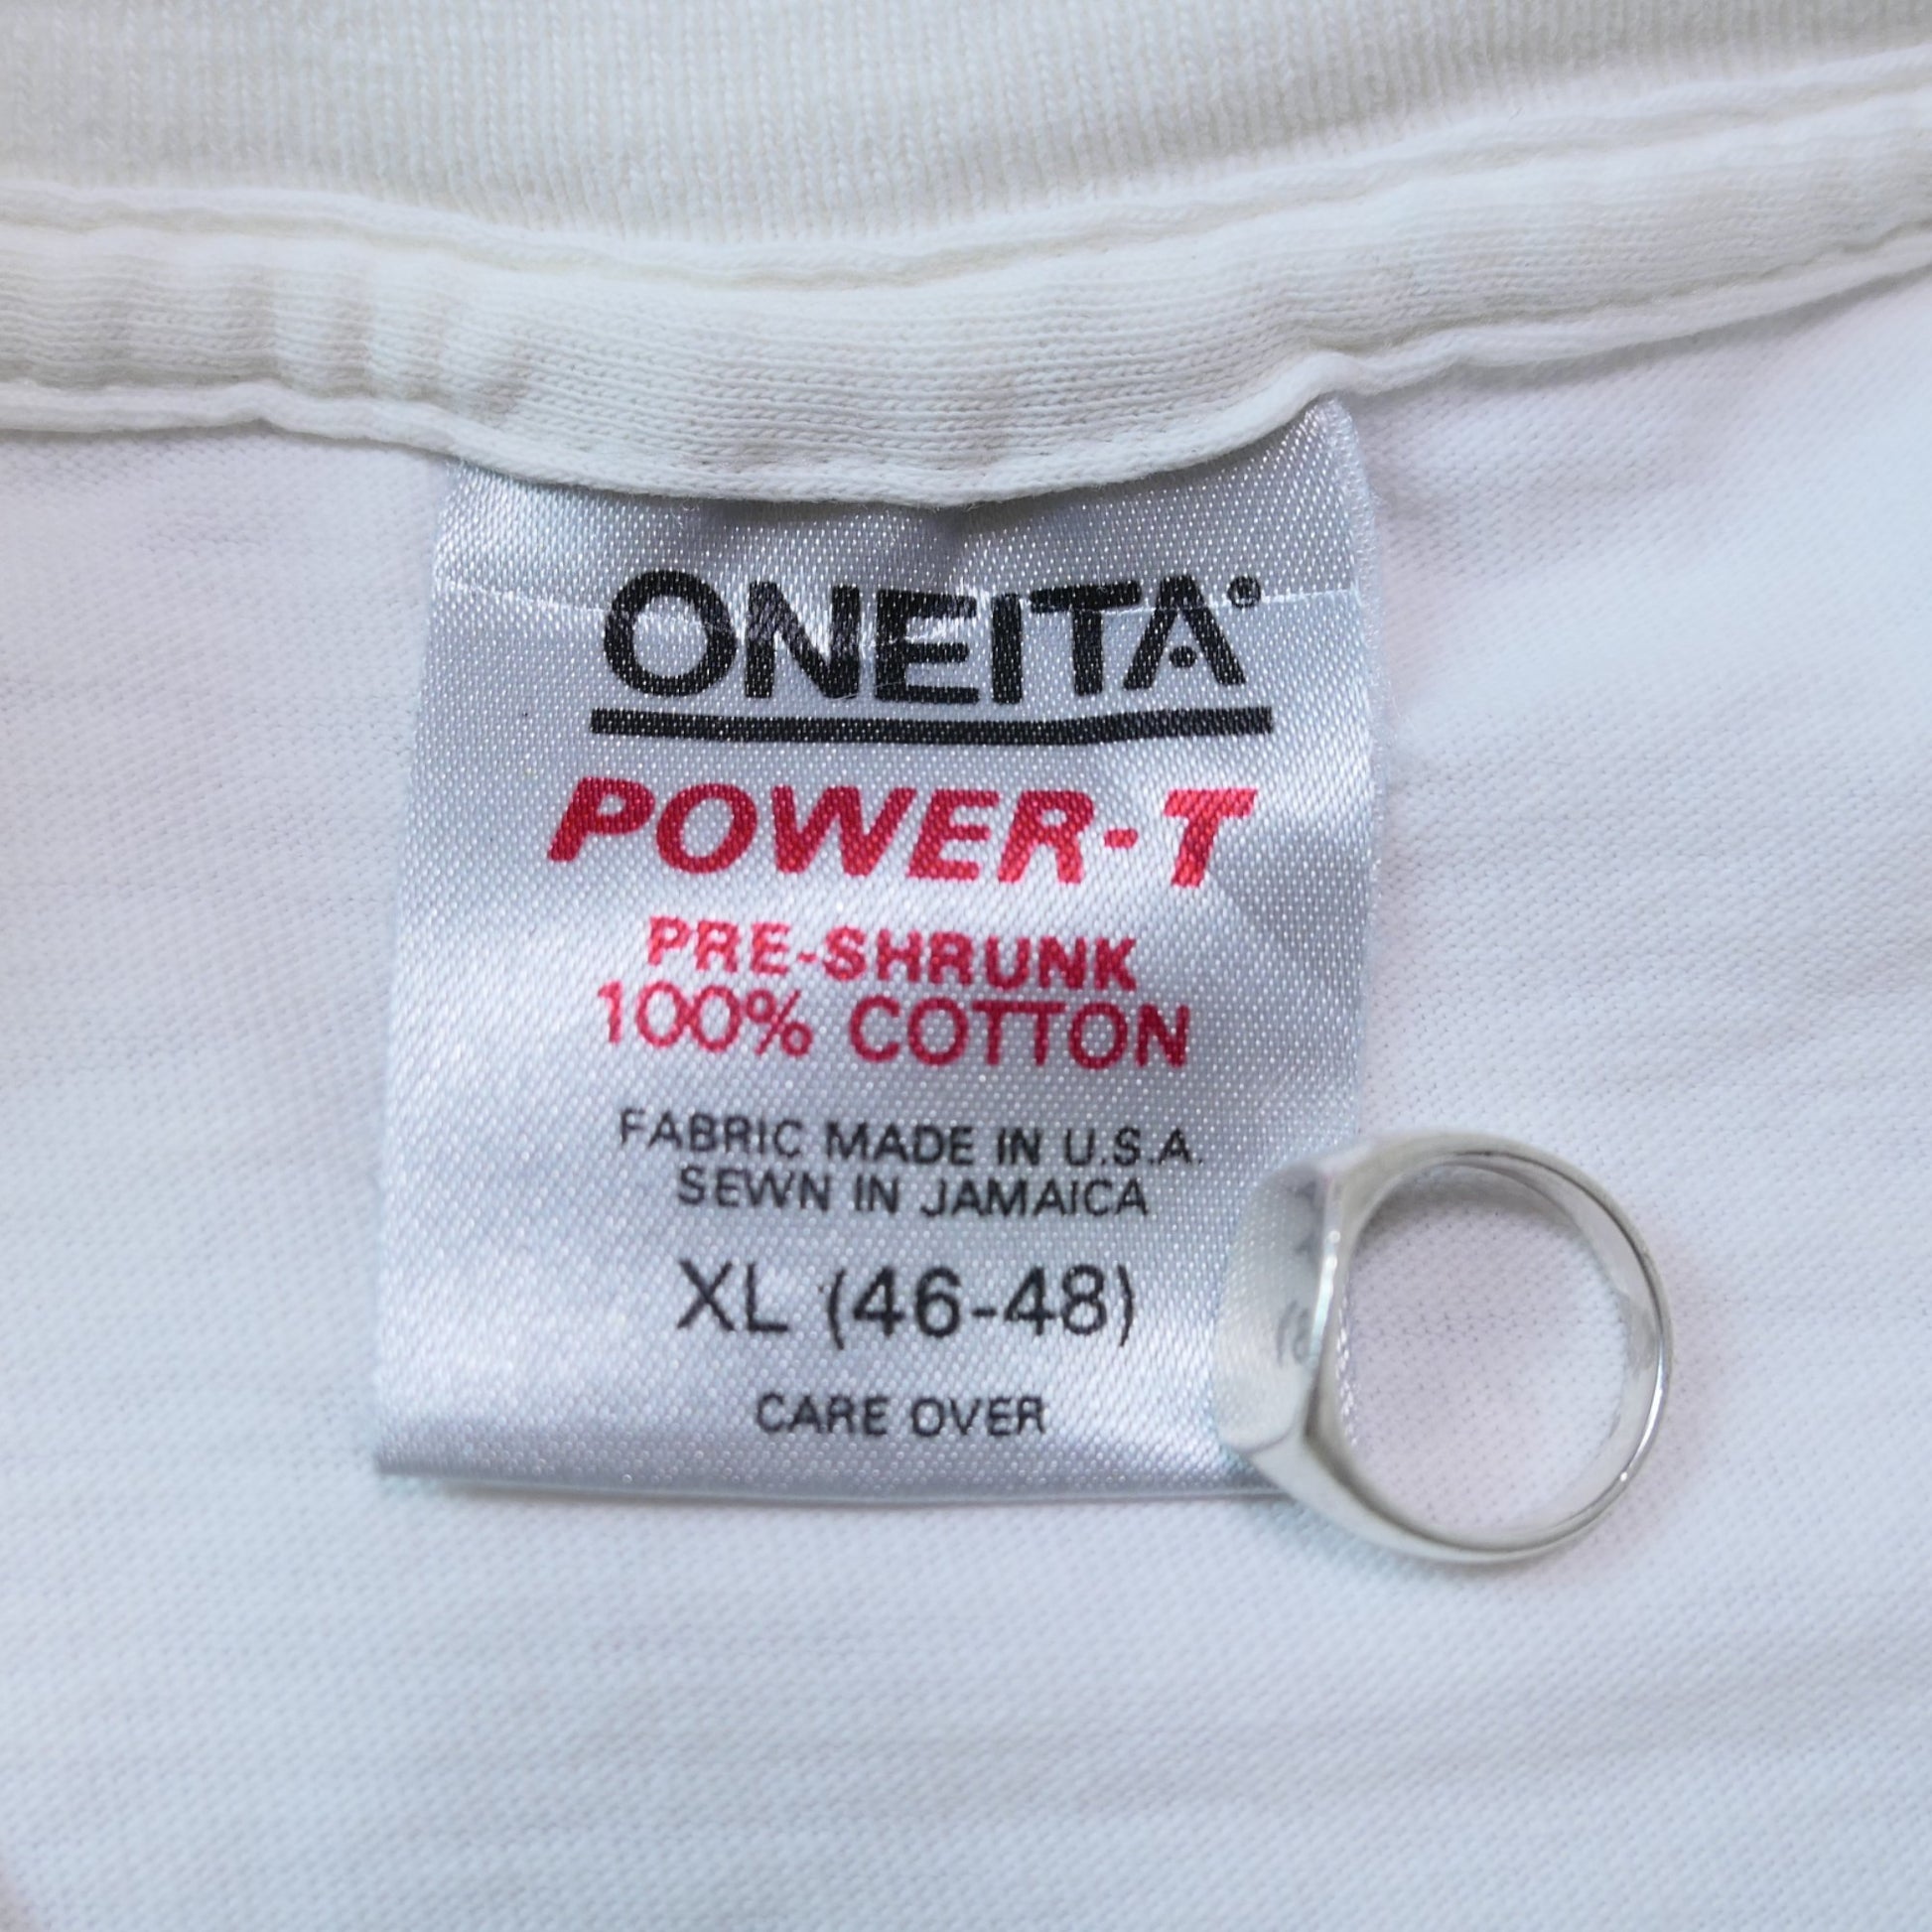 ONEITA®
POWER-T
PRE-SHRUNK
100% COTTON
FABRIC MADE IN U.S.A.
SEWN IN JAMAICA
XL (46-48)
CARE OVER